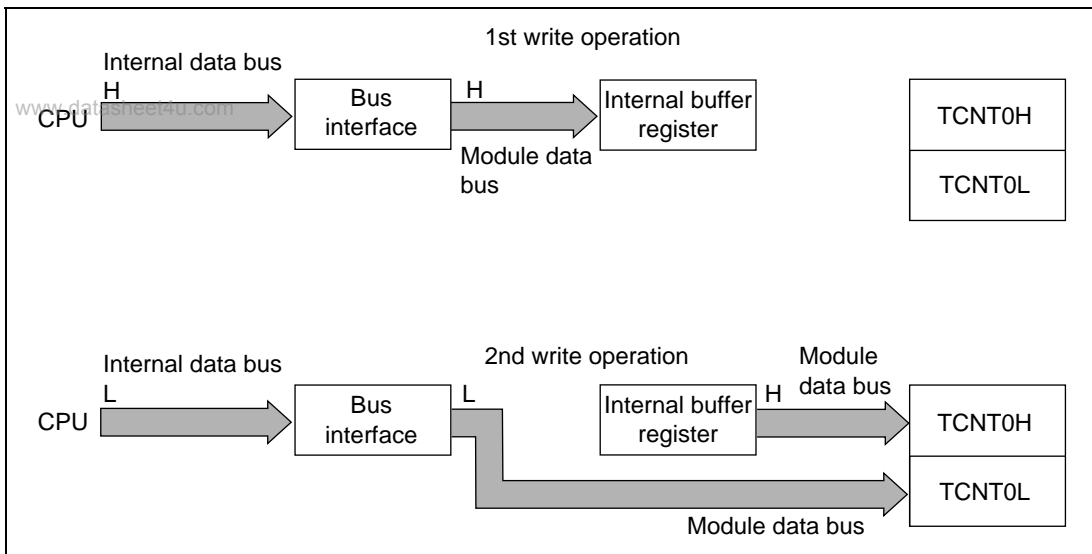 1st write operation
Internal data bus
H
H
www.datasheet4u.com
CPU
Bus
interface
Internal buffer
register
Module data
bus
TCNT0H
TCNT0L
2nd write operation
Internal data bus
L
L
CPU
Bus
interface
Internal buffer
register
H
Module
data bus
TCNT0H
TCNT0L
Module data bus